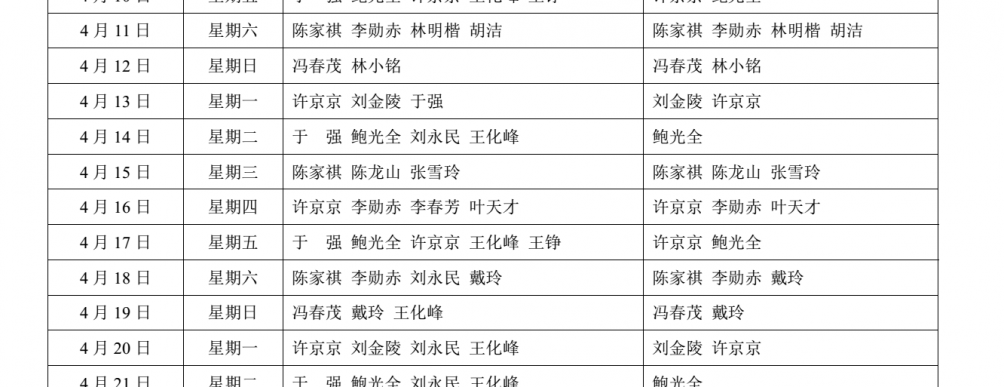 4 月 11 日 星期六 陈家祺 李勋赤 林明楷 胡洁 陈家祺 李勋赤 林明楷 胡洁
4 月 12 日 星期日 冯春茂 林小铭 冯春茂 林小铭
4 月 13 日 星期一 许京京 刘金陵 于强 刘金陵 许京京
4 月 14 日 星期二 于　强 鲍光全 刘永民 王化峰 鲍光全
4 月 15 日 星期三 陈家祺 陈龙山 张雪玲 陈家祺 陈龙山 张雪玲
4 月 16 日 星期四 许京京 李勋赤 李春芳 叶天才 许京京 李勋赤 叶天才
4 月 17 日 星期五 于　强 鲍光全 许京京 王化峰 王铮 许京京 鲍光全
4 月 18 日 星期六 陈家祺 李勋赤 刘永民 戴玲 陈家祺 李勋赤 戴玲
4 月 19 日 星期日 冯春茂 戴玲 王化峰 冯春茂 戴玲
4 月 20 日 星期一 许京京 刘金陵 刘永民 王化峰 刘金陵 许京京
4 月 21 日 星期二 于　强 鲍光全 刘永民 王化峰 鲍光全